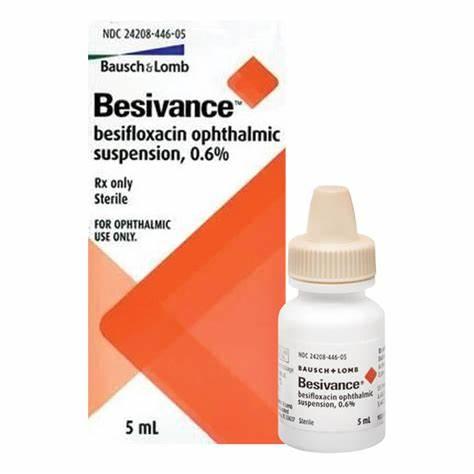 NDC 24208-446-05
Bausch & Lomb
Besivance™
besifloxacin ophthalmic
suspension, 0.6%
Rx only
Sterile
FOR OPHTHALMIC
USE ONLY.
5 mL
NDC 24208-446-05
BAUSCH + LOMB
Besivance®
besifloxacin ophthalmic
suspension, 0.6%
Sterile
5 mL